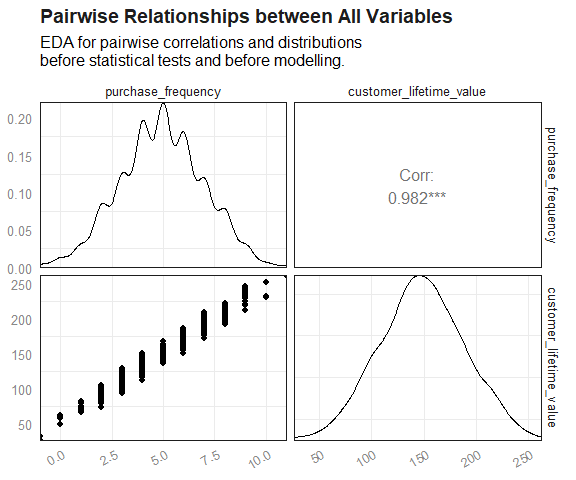 Pairwise Relationships between All Variables
EDA for pairwise correlations and distributions
before statistical tests and before modelling.
purchase_frequency
customer_lifetime_value
0.20
0.15
0.10
0.05
0.00
Corr:
0.982***
purchase_frequency
250
200
150
100
50
customer_lifetime_value
0.0
2.5
5.0
7.5
10.0
50
100
150
200
250